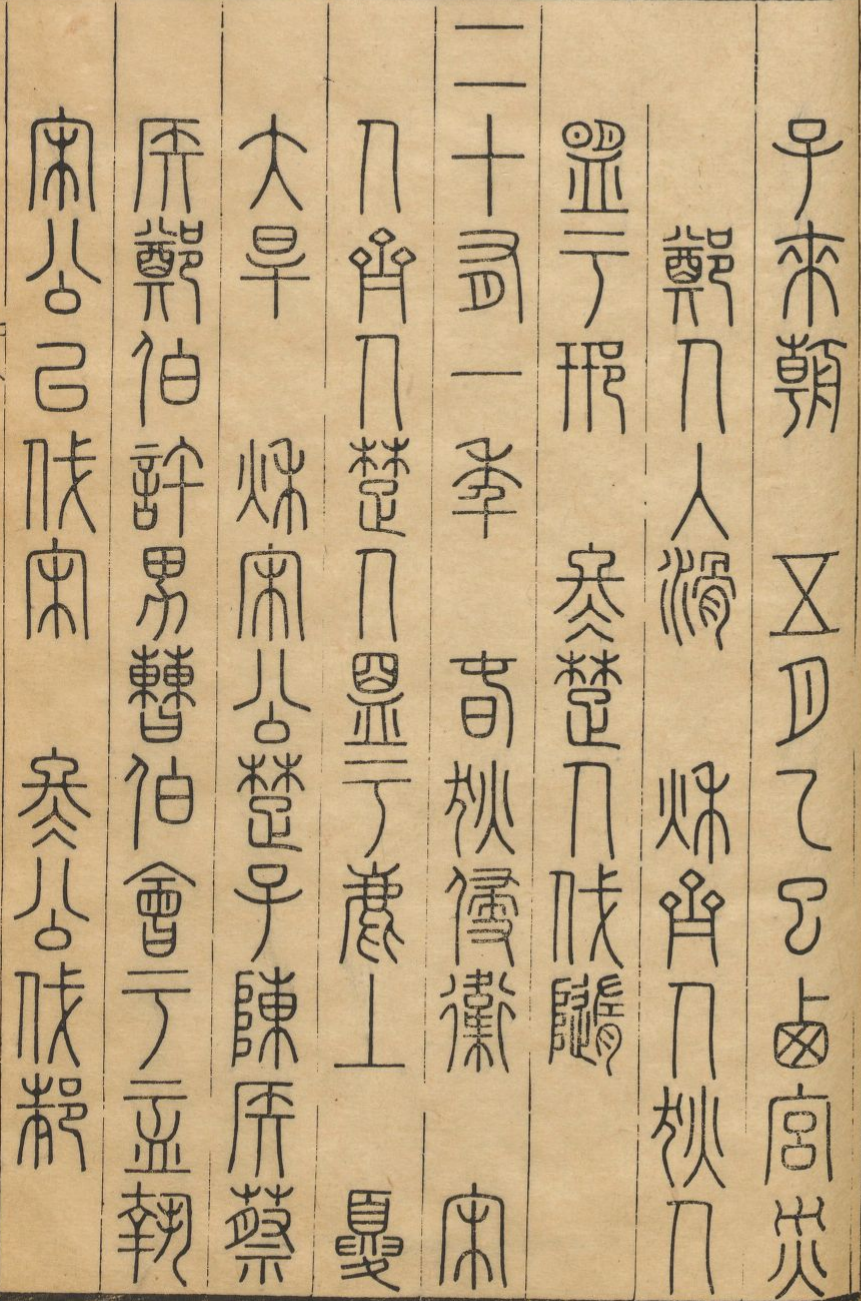 子來朝　五月乙巳西宮災
鄭人入滑　秋齊人狄人
盟于邢　冬楚人伐隨
二十有一年　春狄侵衛　宋
人齊人楚人盟于鹿上　夏
大旱　秋宋公楚子陳侯蔡
侯鄭伯許男曹伯會于盂執
宋公以伐宋　冬公伐邾